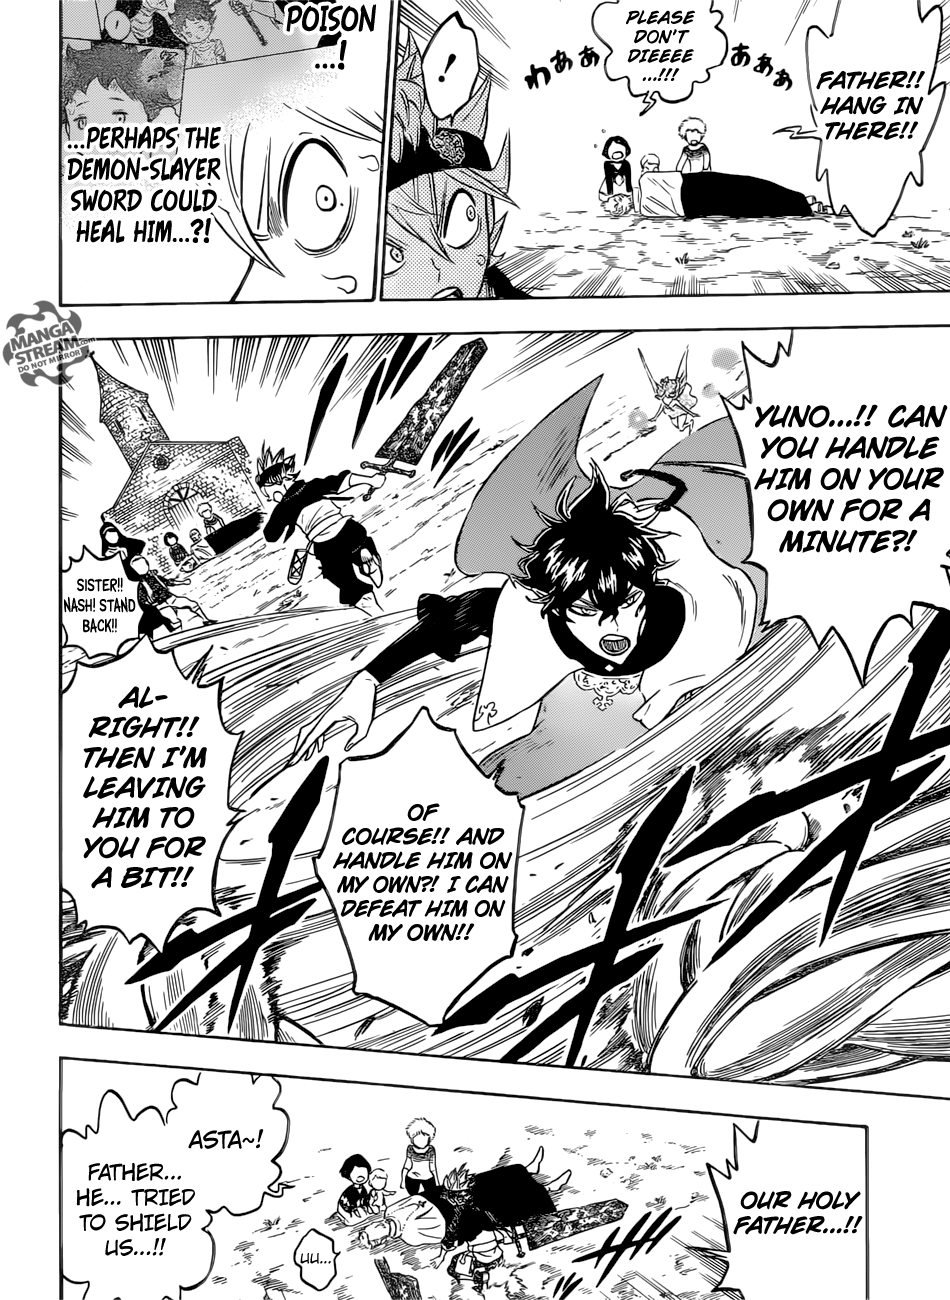 FATHER!!
HANG IN
THERE!!
PLEASE
DON'T
DIEEEE
...!!!
わぁぁぁ
ああぁ
!
POISON
...!
...PERHAPS THE
DEMON-SLAYER
SWORD COULD
HEAL HIM...?!
MANGA
STREAM.com
DO NOT MIRROR
YUNO...!! CAN
YOU HANDLE
HIM ON YOUR
OWN FOR A
MINUTE?!
SISTER!!
NASH! STAND
BACK!!
OF
COURSE!! AND
HANDLE HIM ON
MY OWN?! I CAN
DEFEAT HIM ON
MY OWN!!
AL-
RIGHT!!
THEN I'M
LEAVING
HIM TO
YOU FOR
A BIT!!
OUR HOLY
FATHER...!!
ASTA~!
FATHER...
HE... TRIED
TO SHIELD
US...!!
UU...